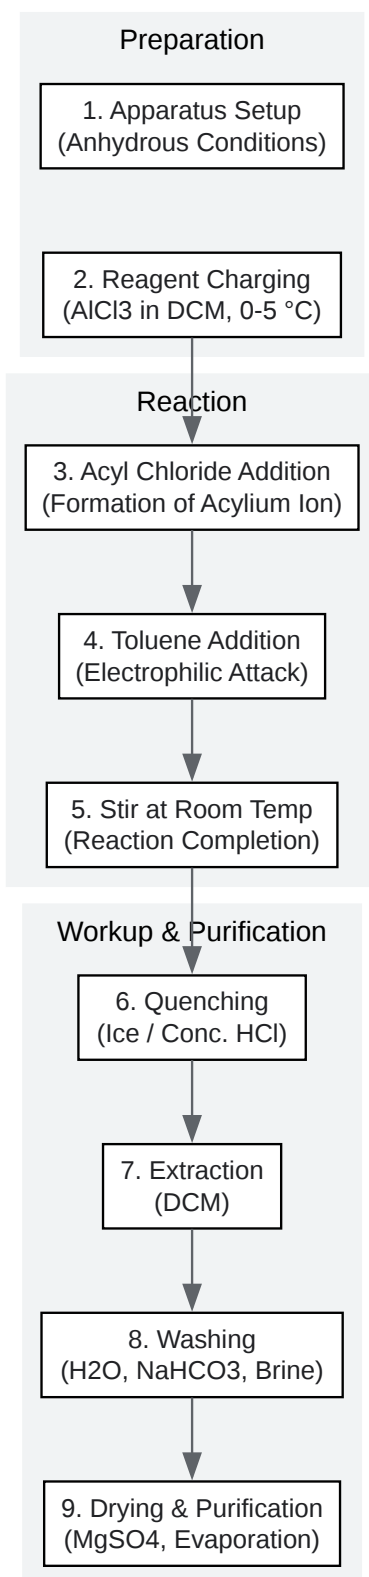 Preparation
1. Apparatus Setup
(Anhydrous Conditions)
2. Reagent Charging
(AlCl3 in DCM, 0-5 °C)
Reaction
3. Acyl Chloride Addition
(Formation of Acylium Ion)
4. Toluene Addition
(Electrophilic Attack)
5. Stir at Room Temp
(Reaction Completion)
Workup & Purification
6. Quenching
(Ice / Conc. HCl)
7. Extraction
(DCM)
8. Washing
(H2O, NaHCO3, Brine)
9. Drying & Purification
(MgSO4, Evaporation)